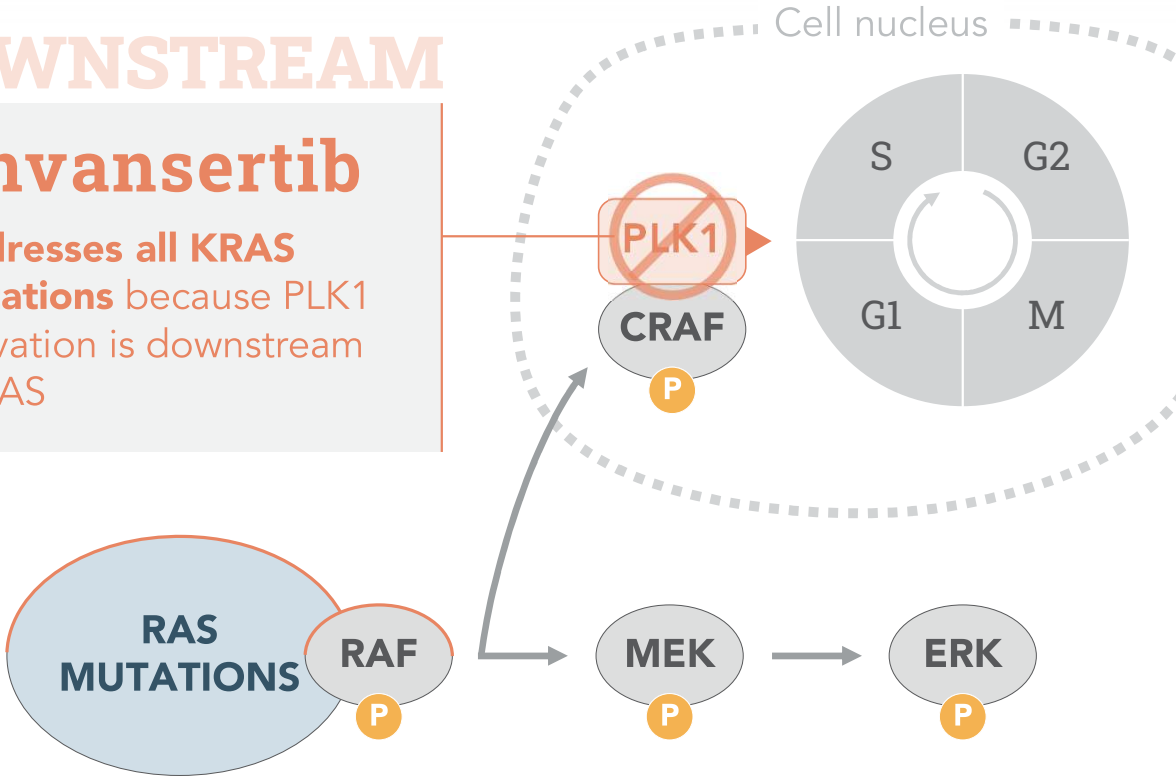 WNSTREAM
nvansertib
dresses all KRAS
ations because PLK1
vation is downstream
AS
Cell nucleus
S
G2
G1
M
PLK1
CRAF
P
RAS
MUTATIONS
RAF
P
MEK
P
ERK
P